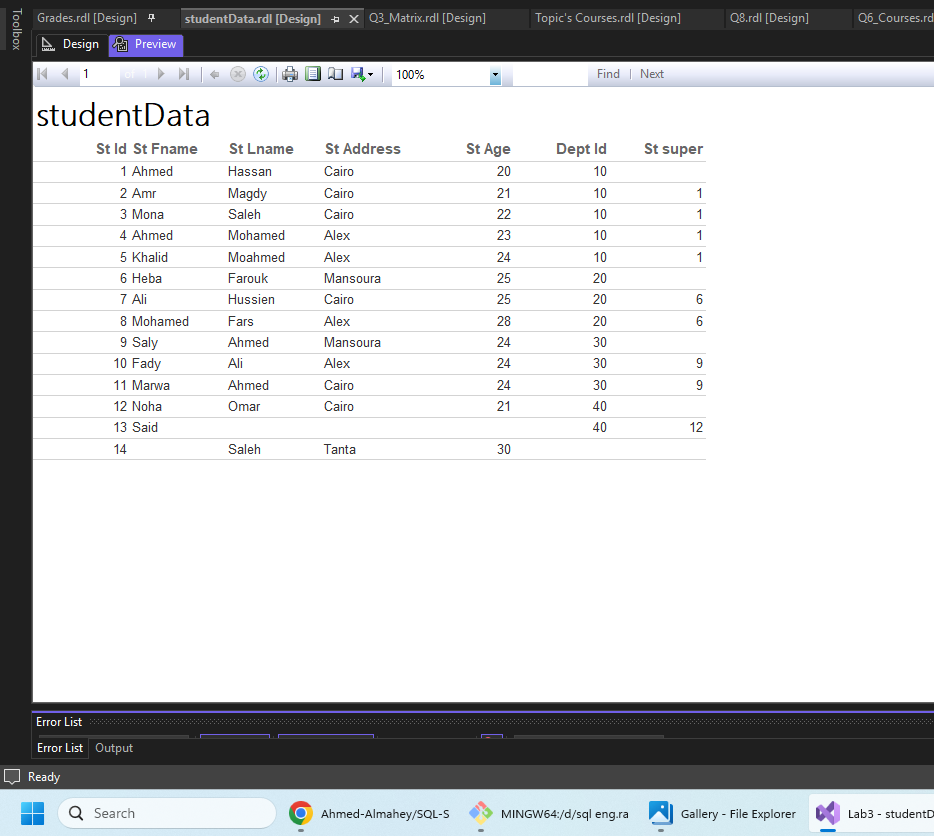 Toolbox
Grades.rdl [Design] studentData.rdl [Design] Q3_Matrix.rdl [Design] Topic's Courses.rdl [Design] Q8.rdl [Design] Q6_Courses.rd
Design Preview
1 100% Find | Next
studentData
St Id St Fname St Lname St Address St Age Dept Id St super
1 Ahmed Hassan Cairo 20 10
2 Amr Magdy Cairo 21 10 1
3 Mona Saleh Cairo 22 10 1
4 Ahmed Mohamed Alex 23 10 1
5 Khalid Moahmed Alex 24 10 1
6 Heba Farouk Mansoura 25 20
7 Ali Hussien Cairo 25 20 6
8 Mohamed Fars Alex 28 20 6
9 Saly Ahmed Mansoura 24 30
10 Fady Ali Alex 24 30 9
11 Marwa Ahmed Cairo 24 30 9
12 Noha Omar Cairo 21 40
13 Said 40 12
14 Saleh Tanta 30
Error List
Error List Output
Ready
Search Ahmed-Almahey/SQL-S MINGW64:/d/sql eng.ra Gallery - File Explorer Lab3 - studentD